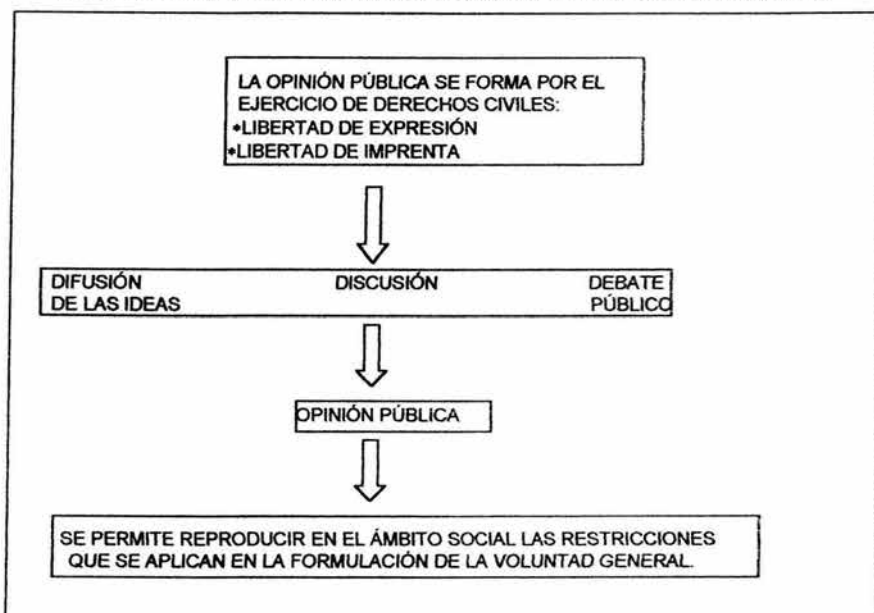 LA OPINIÓN PÚBLICA SE FORMA POR EL
EJERCICIO DE DERECHOS CIVILES:
*LIBERTAD DE EXPRESIÓN
*LIBERTAD DE IMPRENTA
DIFUSIÓN DISCUSIÓN DEBATE
DE LAS IDEAS PÚBLICO
OPINIÓN PÚBLICA
SE PERMITE REPRODUCIR EN EL ÁMBITO SOCIAL LAS RESTRICCIONES
QUE SE APLICAN EN LA FORMULACIÓN DE LA VOLUNTAD GENERAL.